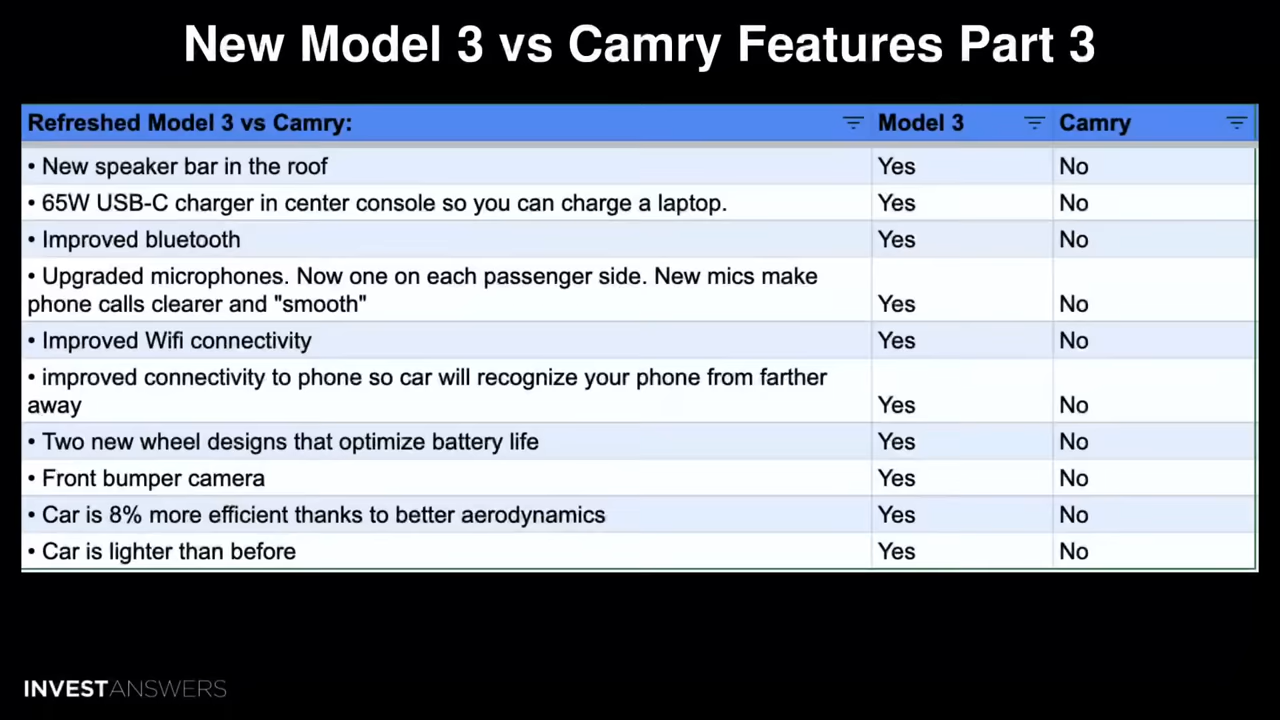 New Model 3 vs Camry Features Part 3
Refreshed Model 3 vs Camry: Model 3 Camry
• New speaker bar in the roof Yes No
• 65W USB-C charger in center console so you can charge a laptop. Yes No
• Improved bluetooth Yes No
• Upgraded microphones. Now one on each passenger side. New mics make
phone calls clearer and "smooth" Yes No
• Improved Wifi connectivity Yes No
• improved connectivity to phone so car will recognize your phone from farther
away Yes No
• Two new wheel designs that optimize battery life Yes No
• Front bumper camera Yes No
• Car is 8% more efficient thanks to better aerodynamics Yes No
• Car is lighter than before Yes No
INVESTANSWERS